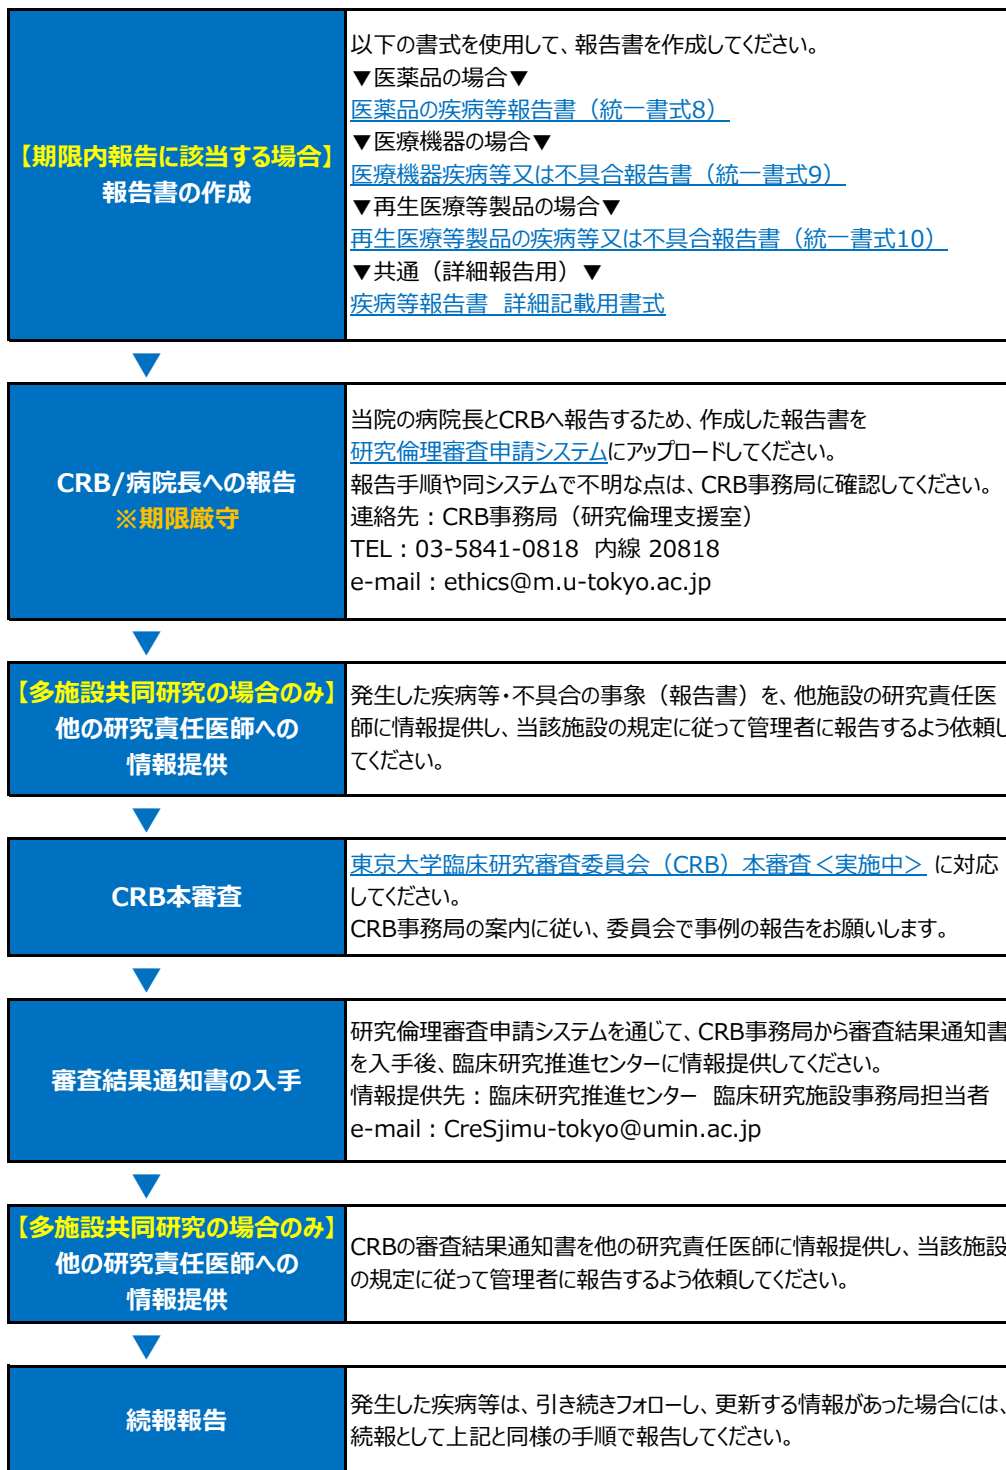 【期限内報告に該当する場合】
報告書の作成
以下の書式を使用して、報告書を作成してください。
▼医薬品の場合▼
医薬品の疾病等報告書（統一書式8）
▼医療機器の場合▼
医療機器疾病等又は不具合報告書（統一書式9）
▼再生医療等製品の場合▼
再生医療等製品の疾病等又は不具合報告書（統一書式10）
▼共通（詳細報告用）▼
疾病等報告書 詳細記載用書式
▼
CRB/病院長への報告
※期限厳守
当院の病院長とCRBへ報告するため、作成した報告書を
研究倫理審査申請システムにアップロードしてください。
報告手順や同システムで不明な点は、CRB事務局に確認してください。
連絡先：CRB事務局（研究倫理支援室）
TEL：03-5841-0818 内線 20818
e-mail：ethics@m.u-tokyo.ac.jp
▼
【多施設共同研究の場合のみ】
他の研究責任医師への
情報提供
発生した疾病等・不具合の事象（報告書）を、他施設の研究責任医
師に情報提供し、当該施設の規定に従って管理者に報告するよう依頼し
てください。
▼
CRB本審査
東京大学臨床研究審査委員会（CRB）本審査＜実施中＞ に対応
してください。
CRB事務局の案内に従い、委員会で事例の報告をお願いします。
▼
審査結果通知書の入手
研究倫理審査申請システムを通じて、CRB事務局から審査結果通知書
を入手後、臨床研究推進センターに情報提供してください。
情報提供先：臨床研究推進センター 臨床研究施設事務局担当者
e-mail：CreSjimu-tokyo@umin.ac.jp
▼
【多施設共同研究の場合のみ】
他の研究責任医師への
情報提供
CRBの審査結果通知書を他の研究責任医師に情報提供し、当該施設
の規定に従って管理者に報告するよう依頼してください。
▼
続報報告
発生した疾病等は、引き続きフォローし、更新する情報があった場合には、
続報として上記と同様の手順で報告してください。